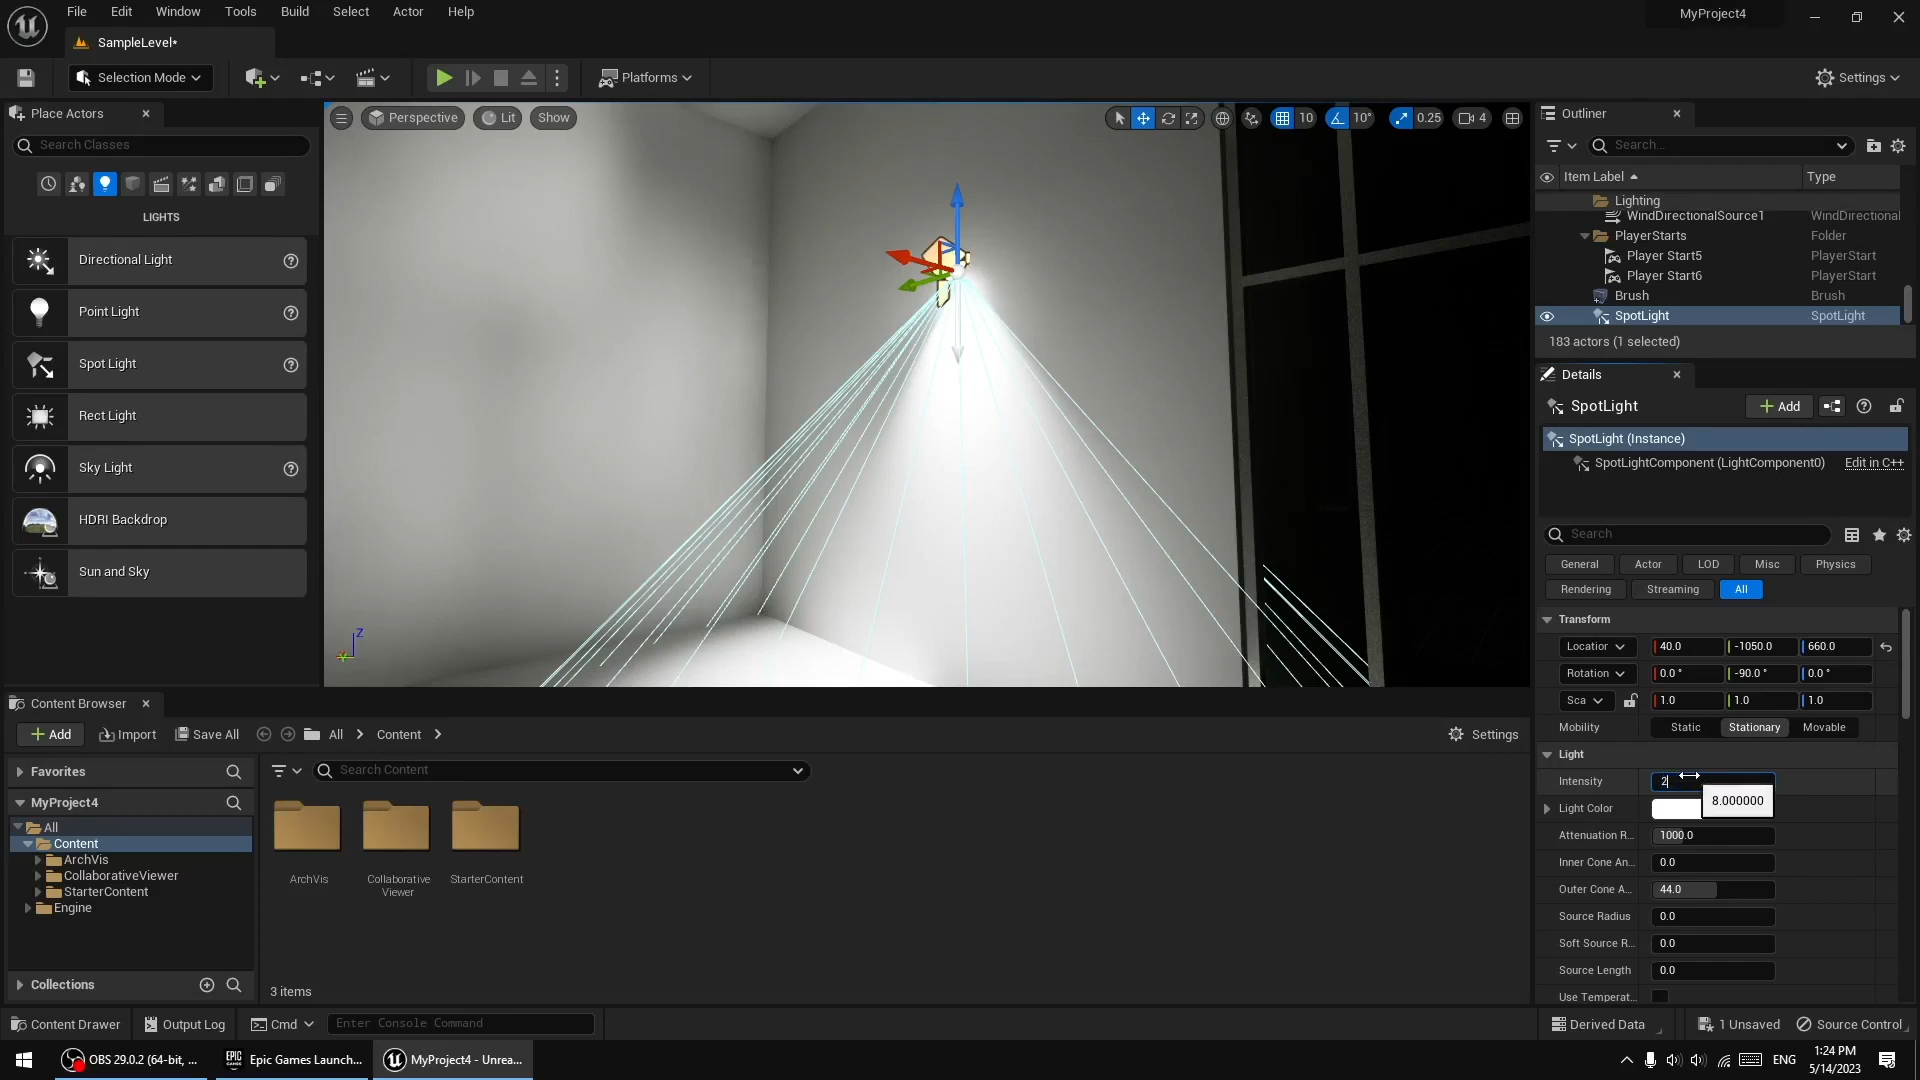 File Edit Window Tools Build Select Actor Help
MyProject4
SampleLevel*
Selection Mode
Platforms
Settings
Place Actors
Search Classes
LIGHTS
Directional Light
Point Light
Spot Light
Rect Light
Sky Light
HDRI Backdrop
Sun and Sky
Perspective Lit Show
10 10° 0.25 4
Z
Y
Outliner
Search...
Item Label Type
Lighting
WindDirectionalSource1 WindDirectional
PlayerStarts Folder
Player Start5 PlayerStart
Player Start6 PlayerStart
Brush Brush
SpotLight SpotLight
183 actors (1 selected)
Details
SpotLight Add
SpotLight (Instance)
SpotLightComponent (LightComponent0) Edit in C++
Search
General Actor LOD Misc Physics
Rendering Streaming All
Transform
Locatior 40.0 -1050.0 660.0
Rotation 0.0 ° -90.0 ° 0.0 °
Sca 1.0 1.0 1.0
Mobility Static Stationary Movable
Light
Intensity 2
8.000000
Light Color
Attenuation R... 1000.0
Inner Cone An... 0.0
Outer Cone A... 44.0
Source Radius 0.0
Soft Source R... 0.0
Source Length 0.0
Use Temperat...
Content Browser
Add Import Save All All Content Settings
Favorites
Search Content
MyProject4
All
Content
ArchVis
CollaborativeViewer
StarterContent
Engine
Collections
ArchVis
Collaborative
Viewer
StarterContent
3 items
Content Drawer Output Log Cmd Enter Console Command Derived Data 1 Unsaved Source Control
OBS 29.0.2 (64-bit, ... EPIC GAMES Epic Games Launch... MyProject4 - Unrea... ENG
1:24 PM
5/14/2023